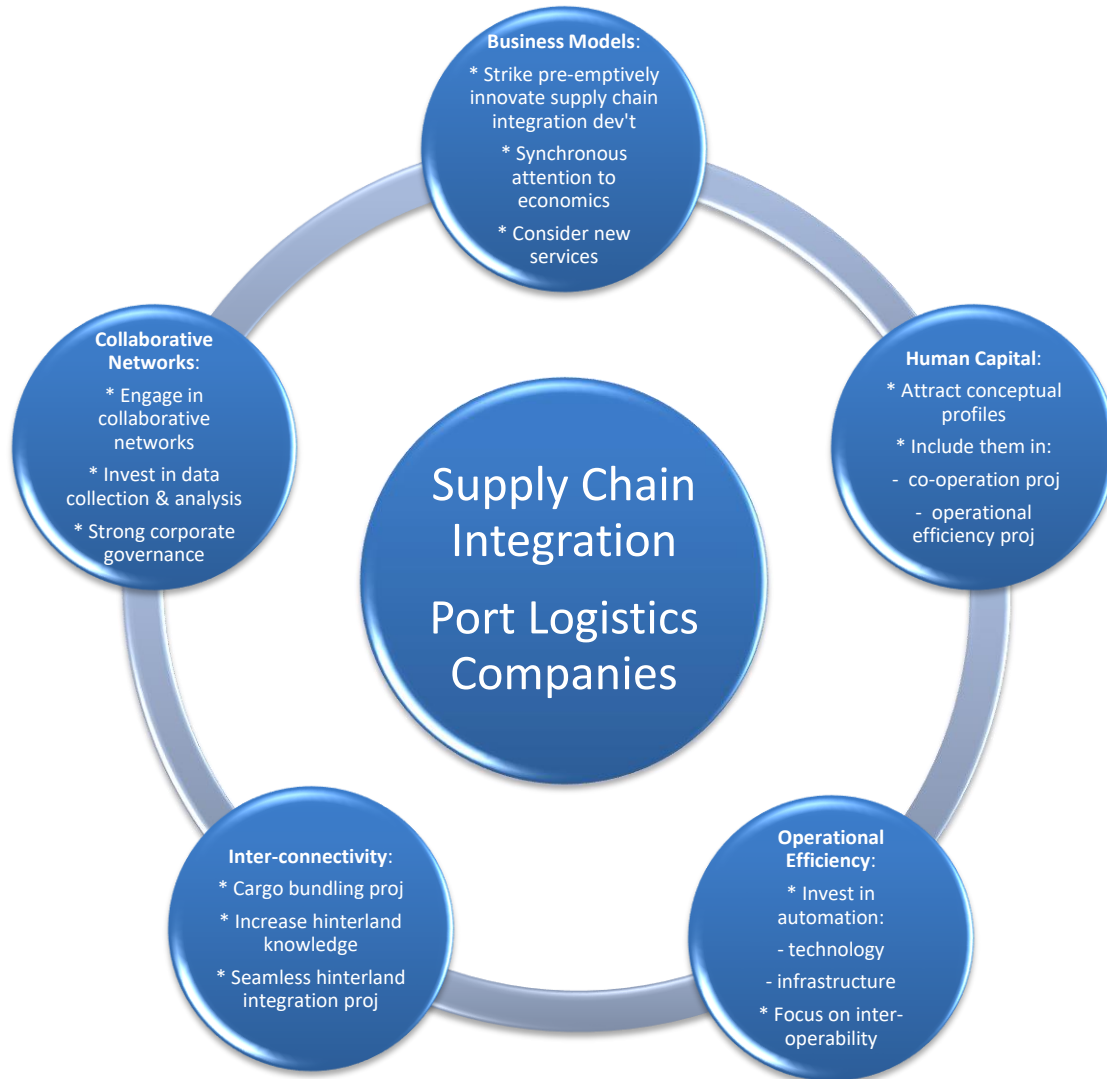 Business Models:
* Strike pre-emptively
innovate supply chain
integration dev't
* Synchronous
attention to
economics
* Consider new
services
Human Capital:
* Attract conceptual
profiles
* Include them in:
- co-operation proj
- operational
efficiency proj
Operational
Efficiency:
* Invest in
automation:
- technology
- infrastructure
* Focus on inter-
operability
Inter-connectivity:
* Cargo bundling proj
* Increase hinterland
knowledge
* Seamless hinterland
integration proj
Collaborative
Networks:
* Engage in
collaborative
networks
* Invest in data
collection & analysis
* Strong corporate
governance
Supply Chain
Integration
Port Logistics
Companies